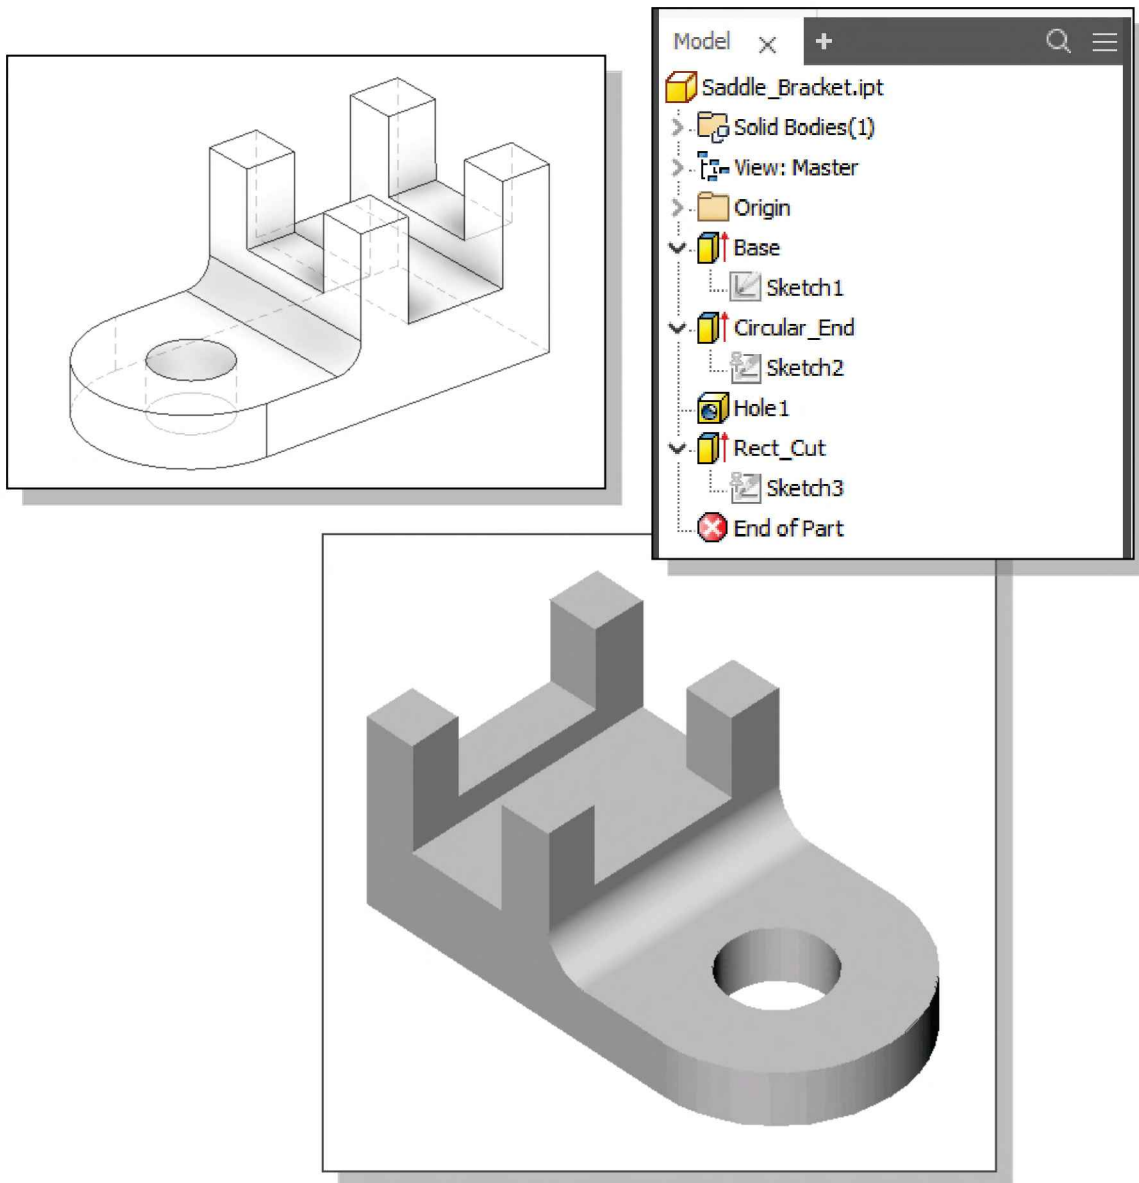 Model
Saddle_Bracket.ipt
Solid Bodies(1)
View: Master
Origin
Base
Sketch1
Circular_End
Sketch2
Hole1
Rect_Cut
Sketch3
End of Part